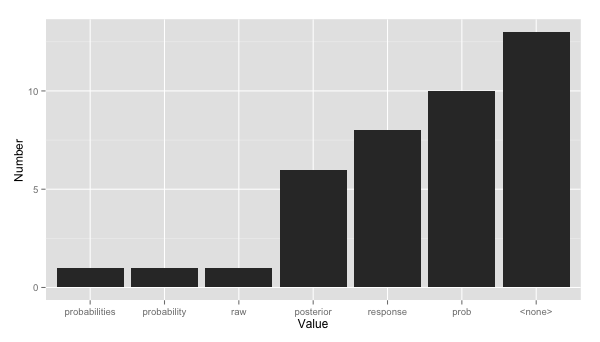 Number
10
5
0
probabilities probability raw posterior response prob <none>
Value